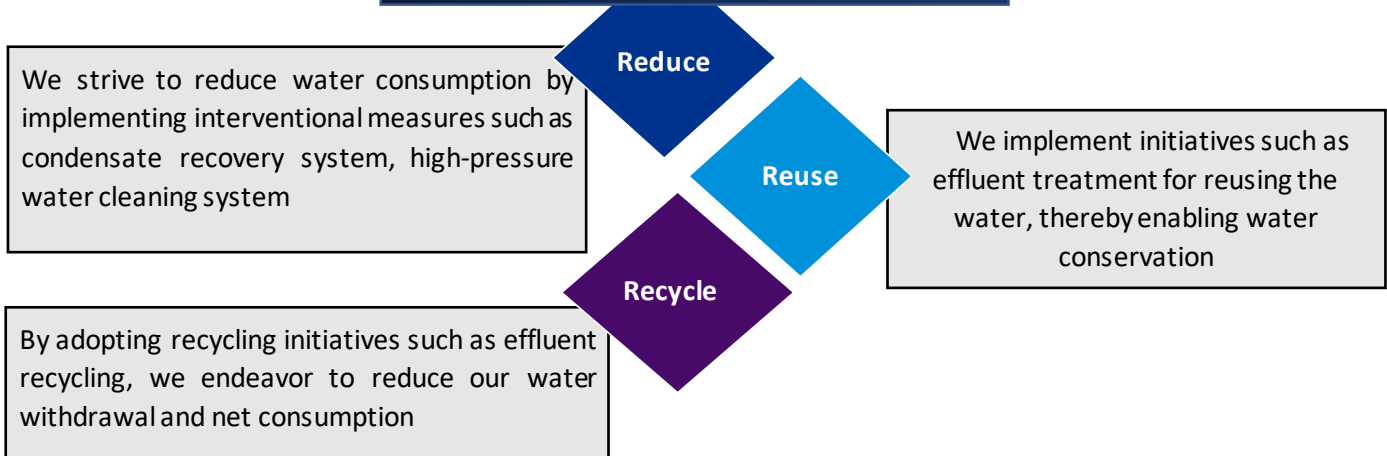 Reduce
We strive to reduce water consumption by
implementing interventional measures such as
condensate recovery system, high-pressure
water cleaning system
Reuse
We implement initiatives such as
effluent treatment for reusing the
water, thereby enabling water
conservation
Recycle
By adopting recycling initiatives such as effluent
recycling, we endeavor to reduce our water
withdrawal and net consumption